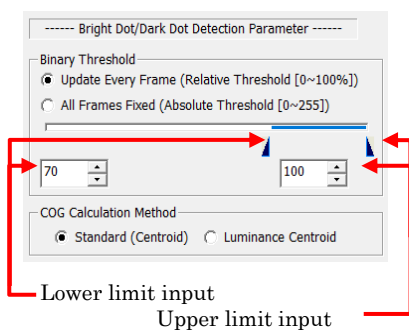 ------ Bright Dot/Dark Dot Detection Parameter ------
Binary Threshold
Update Every Frame (Relative Threshold [0~100%])
All Frames Fixed (Absolute Threshold [0~255])
70 100
COG Calculation Method
Standard (Centroid) Luminance Centroid
Lower limit input
Upper limit input